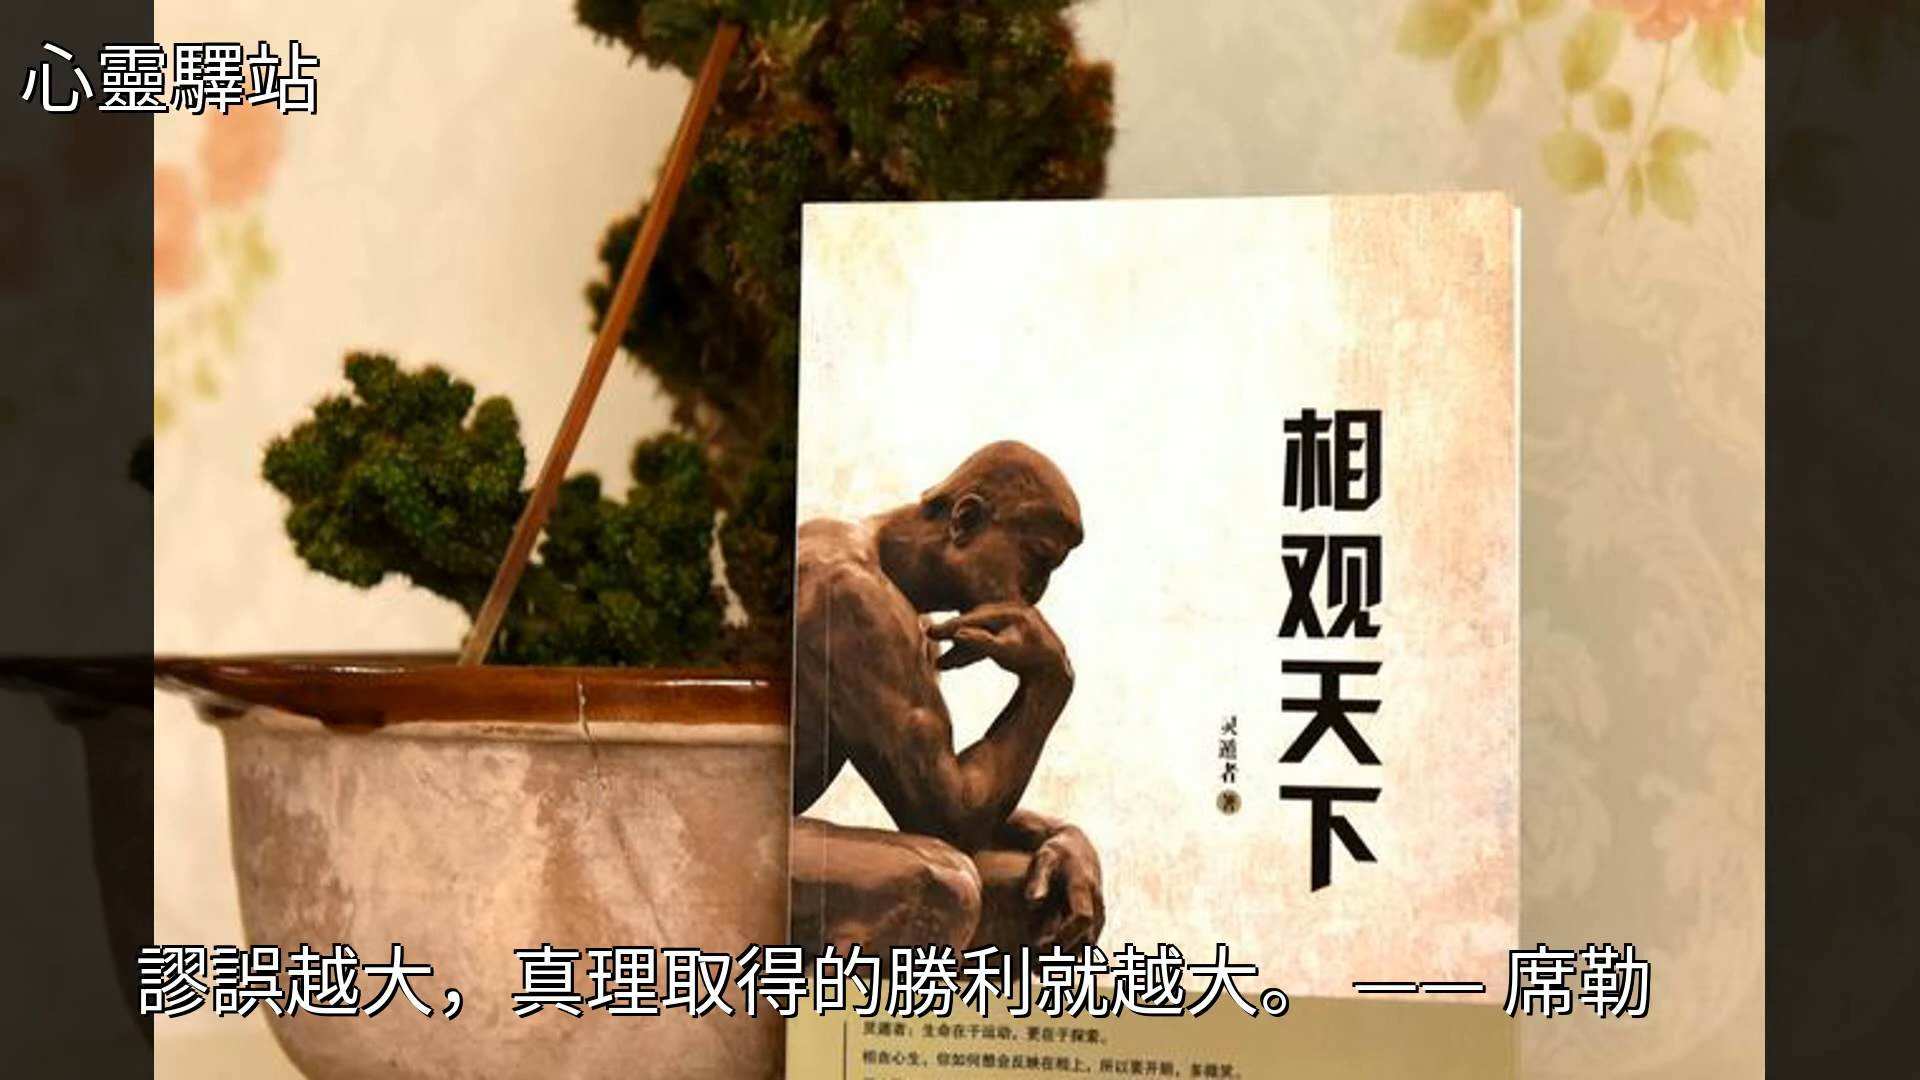 心靈驛站
相观天下
灵遁者 著
謬誤越大，真理取得的勝利就越大。 —— 席勒
灵遁者：生命在于运动，更在于探索。
相由心生，你如何想会反映在相上，所以要开朗，多微笑。